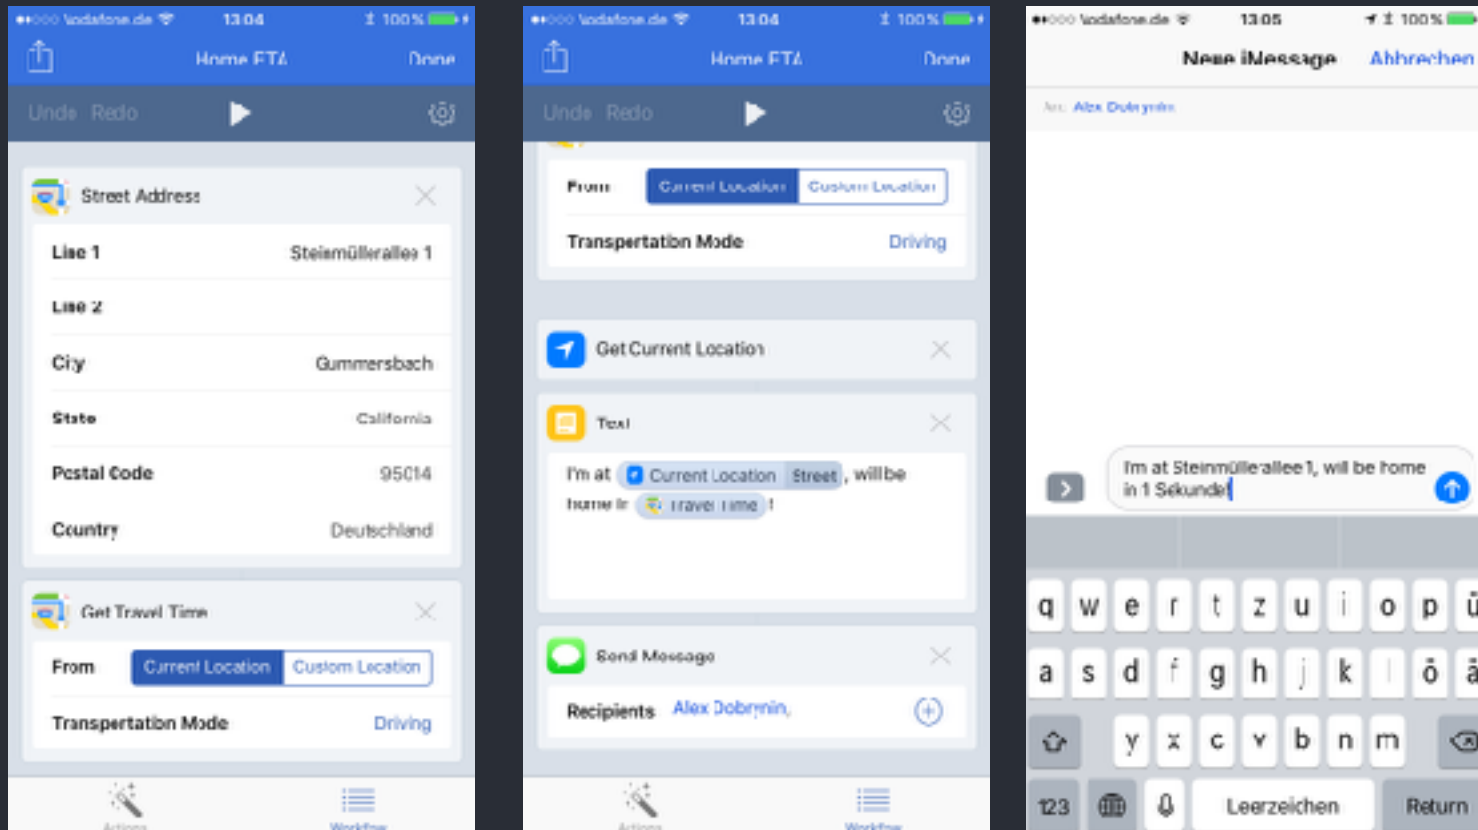 vodafone.de 13:04 100%
Home ETA Done
Undo Redo
Street Address
Line 1 Steinmüllerallee 1
Line 2
City Gummersbach
State California
Postal Code 95014
Country Deutschland
Get Travel Time
From Current Location Custom Location
Transportation Mode Driving
Actions Workflow
vodafone.de 13:04 100%
Home ETA Done
Undo Redo
From Current Location Custom Location
Transportation Mode Driving
Get Current Location
Text
I'm at Current Location Street, will be
home in Travel Time!
Send Message
Recipients Alex Dobrynin,
Actions Workflow
vodafone.de 13:05 100%
Neue iMessage Abbrechen
An: Alex Dobrynin
I'm at Steinmüllerallee 1, will be home
in 1 Sekunde!
q w e r t z u i o p ü
a s d f g h j k l ö ä
y x c v b n m
123 Leerzeichen Return